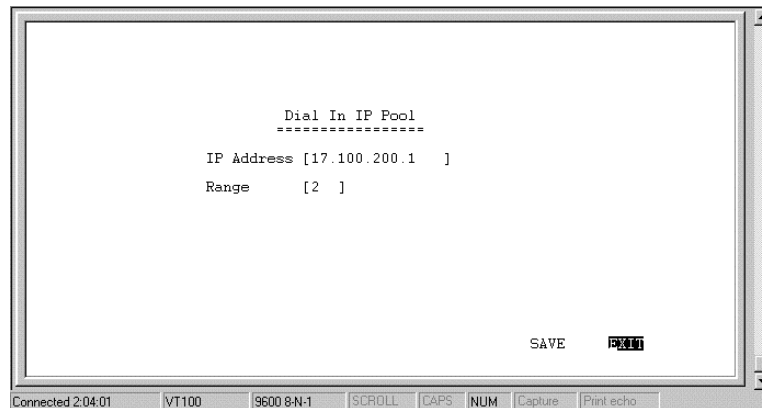 Dial In IP Pool
=================
IP Address [17.100.200.1   ]
Range [2  ]
SAVE EXIT
Connected 2:04:01 VT100 9600 8-N-1 SCROLL CAPS NUM Capture Print echo